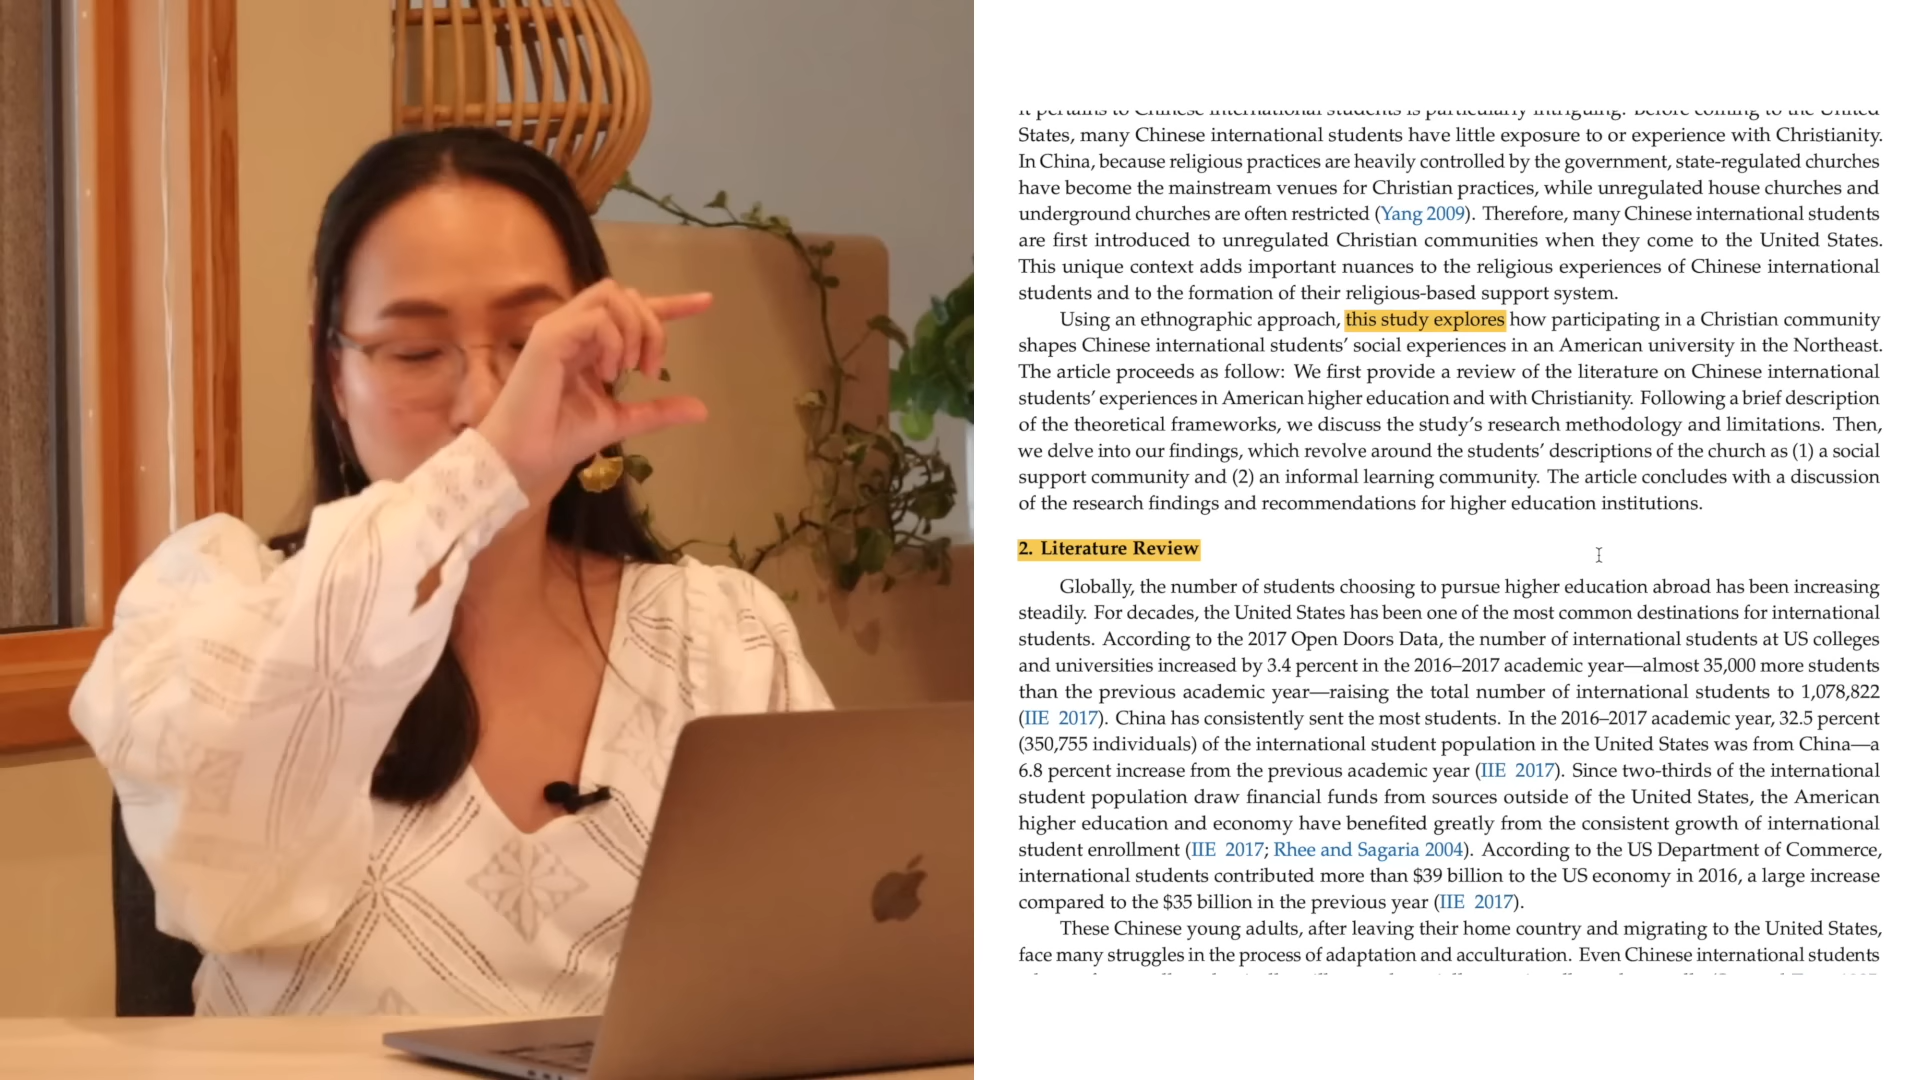 it pertains to Chinese international students is particularly intriguing. Before coming to the United
States, many Chinese international students have little exposure to or experience with Christianity.
In China, because religious practices are heavily controlled by the government, state-regulated churches
have become the mainstream venues for Christian practices, while unregulated house churches and
underground churches are often restricted (Yang 2009). Therefore, many Chinese international students
are first introduced to unregulated Christian communities when they come to the United States.
This unique context adds important nuances to the religious experiences of Chinese international
students and to the formation of their religious-based support system.
Using an ethnographic approach, this study explores how participating in a Christian community
shapes Chinese international students’ social experiences in an American university in the Northeast.
The article proceeds as follow: We first provide a review of the literature on Chinese international
students’ experiences in American higher education and with Christianity. Following a brief description
of the theoretical frameworks, we discuss the study’s research methodology and limitations. Then,
we delve into our findings, which revolve around the students’ descriptions of the church as (1) a social
support community and (2) an informal learning community. The article concludes with a discussion
of the research findings and recommendations for higher education institutions.
2. Literature Review
Globally, the number of students choosing to pursue higher education abroad has been increasing
steadily. For decades, the United States has been one of the most common destinations for international
students. According to the 2017 Open Doors Data, the number of international students at US colleges
and universities increased by 3.4 percent in the 2016–2017 academic year—almost 35,000 more students
than the previous academic year—raising the total number of international students to 1,078,822
(IIE 2017). China has consistently sent the most students. In the 2016–2017 academic year, 32.5 percent
(350,755 individuals) of the international student population in the United States was from China—a
6.8 percent increase from the previous academic year (IIE 2017). Since two-thirds of the international
student population draw financial funds from sources outside of the United States, the American
higher education and economy have benefited greatly from the consistent growth of international
student enrollment (IIE 2017; Rhee and Sagaria 2004). According to the US Department of Commerce,
international students contributed more than $39 billion to the US economy in 2016, a large increase
compared to the $35 billion in the previous year (IIE 2017).
These Chinese young adults, after leaving their home country and migrating to the United States,
face many struggles in the process of adaptation and acculturation. Even Chinese international students